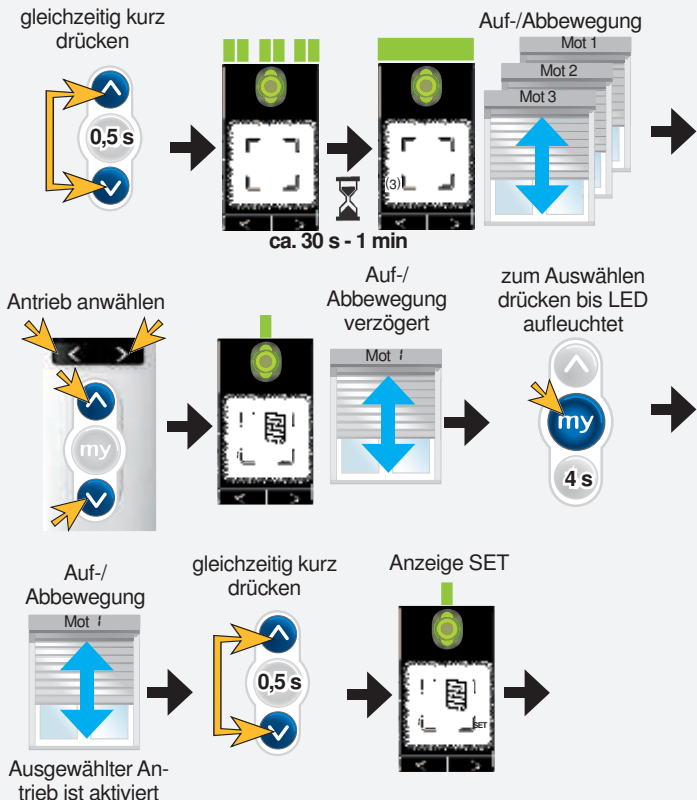 gleichzeitig kurz
drücken
0,5 s
(3)
ca. 30 s - 1 min
Auf-/Abbewegung
Mot 1
Mot 2
Mot 3
Antrieb anwählen
< >
my
Auf-/
Abbewegung
verzögert
Mot 1
zum Auswählen
drücken bis LED
aufleuchtet
my
4 s
Auf-/
Abbewegung
Mot 1
Ausgewählter An-
trieb ist aktiviert
gleichzeitig kurz
drücken
0,5 s
Anzeige SET
SET